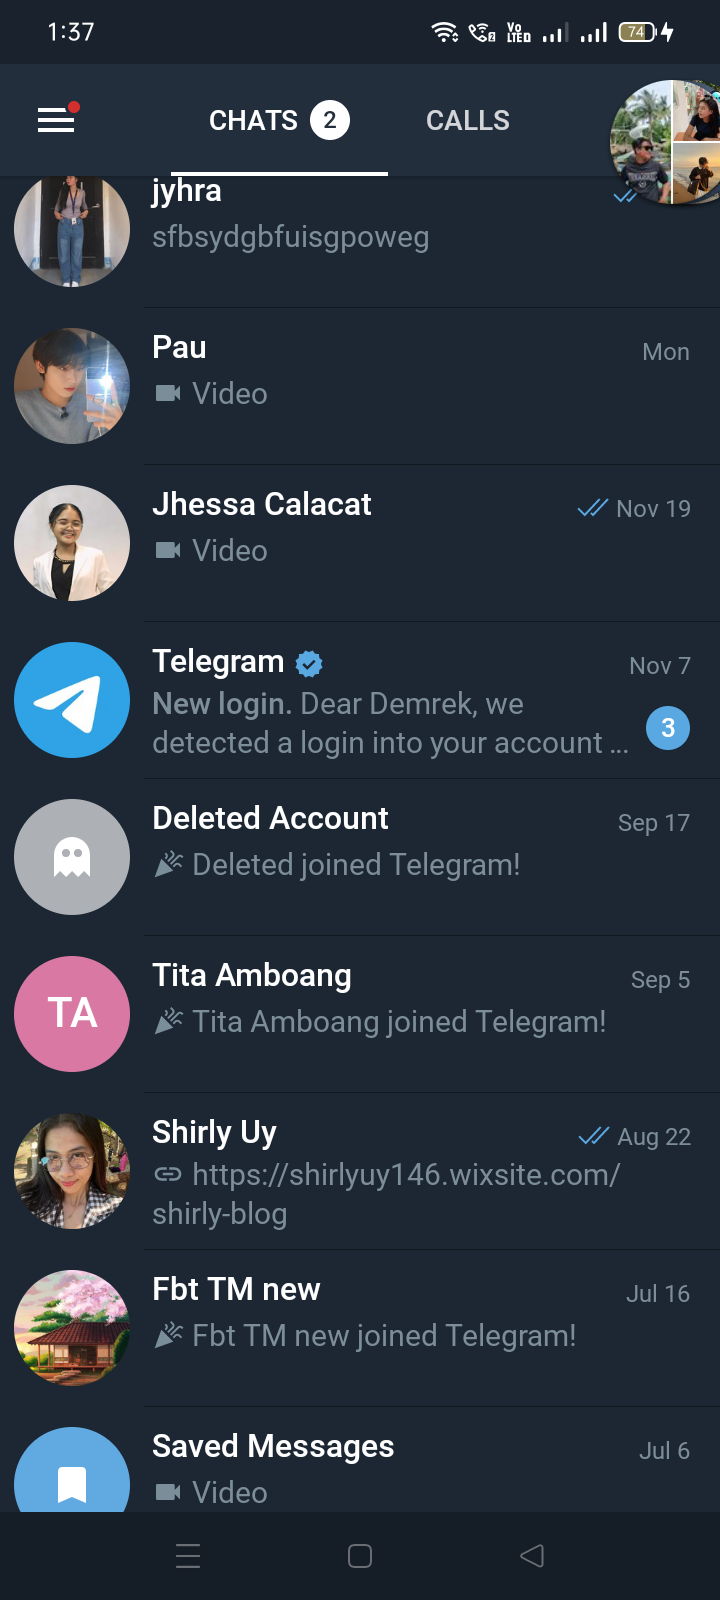 1:37
Vo
LTE
74
CHATS 2
CALLS
jyhra
sfbsydgbfuisgpoweg
Pau
Mon
Video
Jhessa Calacat
Nov 19
Video
Telegram
Nov 7
New login. Dear Demrek, we
detected a login into your account ...
3
Deleted Account
Sep 17
Deleted joined Telegram!
TA
Tita Amboang
Sep 5
Tita Amboang joined Telegram!
Shirly Uy
Aug 22
https://shirlyuy146.wixsite.com/
shirly-blog
Fbt TM new
Jul 16
Fbt TM new joined Telegram!
Saved Messages
Jul 6
Video